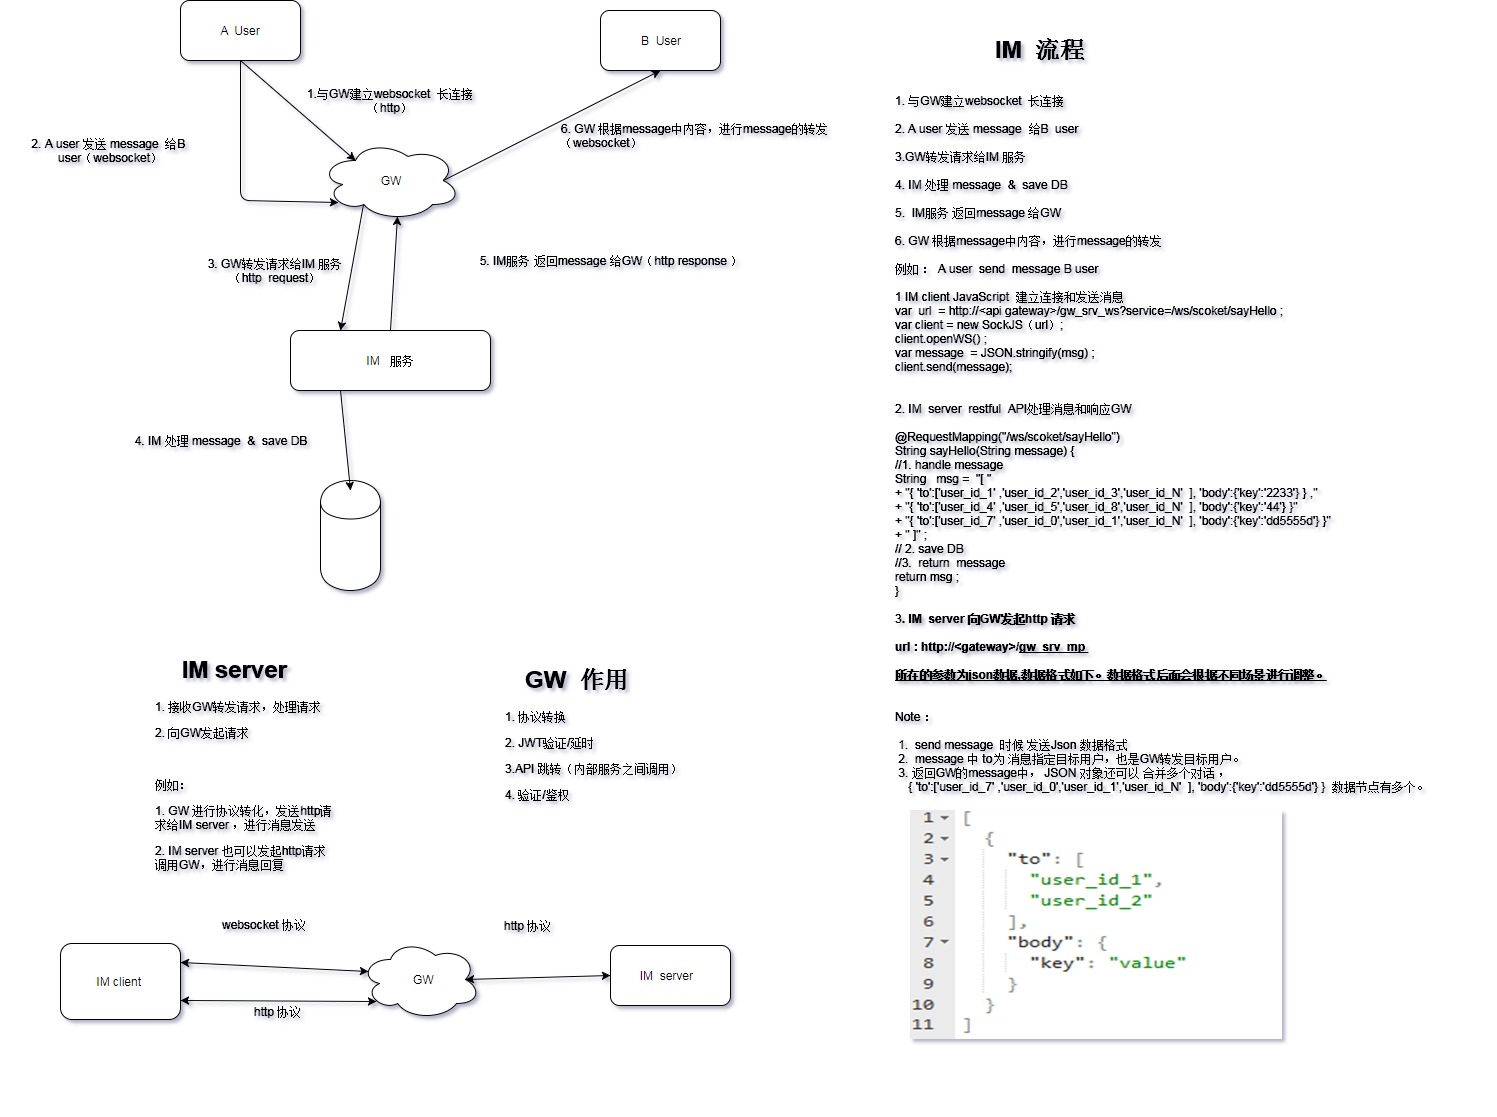 A  User
B  User
1.与GW建立websocket  长连接
（http）
2. A user 发送 message  给B
user（websocket）
6. GW 根据message中内容，进行message的转发
（websocket）
GW
3. GW转发请求给IM 服务
（http  request）
5. IM服务  返回message 给GW（http response ）
IM   服务
4. IM 处理 message  &  save DB
IM  流程
1. 与GW建立websocket  长连接
2. A user 发送 message  给B  user
3.GW转发请求给IM 服务
4. IM 处理 message  &  save DB
5.  IM服务 返回message 给GW
6. GW 根据message中内容，进行message的转发
例如：  A user  send  message B user
1 IM client JavaScript  建立连接和发送消息
var  url  = http://<api gateway>/gw_srv_ws?service=/ws/scoket/sayHello ;
var client = new SockJS（url）;
client.openWS() ;
var message  = JSON.stringify(msg) ;
client.send(message);
2. IM  server  restful  API处理消息和响应GW
@RequestMapping("/ws/scoket/sayHello")
String sayHello(String message) {
//1. handle message
String   msg =  "[ "
+ "{ 'to':['user_id_1' ,'user_id_2','user_id_3','user_id_N'  ], 'body':{'key':'2233'} } ,"
+ "{ 'to':['user_id_4' ,'user_id_5','user_id_8','user_id_N'  ], 'body':{'key':'44'} }"
+ "{ 'to':['user_id_7' ,'user_id_0','user_id_1','user_id_N'  ], 'body':{'key':'dd5555d'} }"
+ " ]" ;
// 2. save DB
//3.  return  message
return msg ;
}
3. IM  server 向GW发起http 请求
url : http://<gateway>/gw_srv_mp
所在的参数为json数据,数据格式如下。数据格式后面会根据不同场景进行调整。
Note：
1.  send message  时候 发送Json 数据格式
2.  message 中 to为 消息指定目标用户，也是GW转发目标用户。
3. 返回GW的message中， JSON 对象还可以 合并多个对话，
{ 'to':['user_id_7' ,'user_id_0','user_id_1','user_id_N'  ], 'body':{'key':'dd5555d'} }  数据节点有多个。
1 [
2 {
3 "to": [
4 "user_id_1",
5 "user_id_2"
6 ],
7 "body": {
8 "key": "value"
9 }
10 }
11 ]
IM server
1. 接收GW转发请求，处理请求
2. 向GW发起请求
例如：
1. GW 进行协议转化，发送http请
求给IM server ，进行消息发送
2. IM server 也可以发起http请求
调用GW，进行消息回复
GW  作用
1. 协议转换
2. JWT验证/延时
3.API 跳转（内部服务之间调用）
4. 验证/鉴权
websocket 协议
http 协议
IM client
GW
IM  server
http 协议